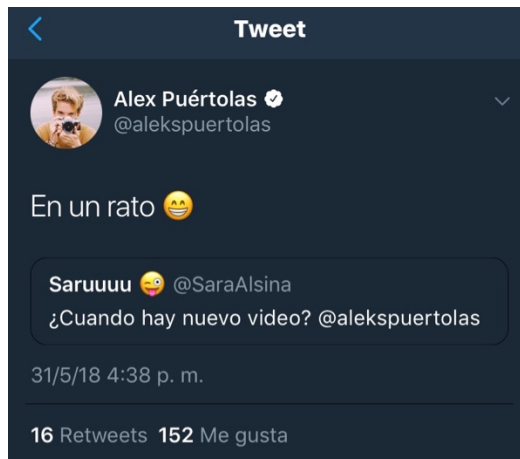 Tweet
Alex Puértolas
@alekspuertolas
En un rato 😁
Saruuuu 😜 @SaraAlsina
¿Cuando hay nuevo video? @alekspuertolas
31/5/18 4:38 p. m.
16 Retweets 152 Me gusta